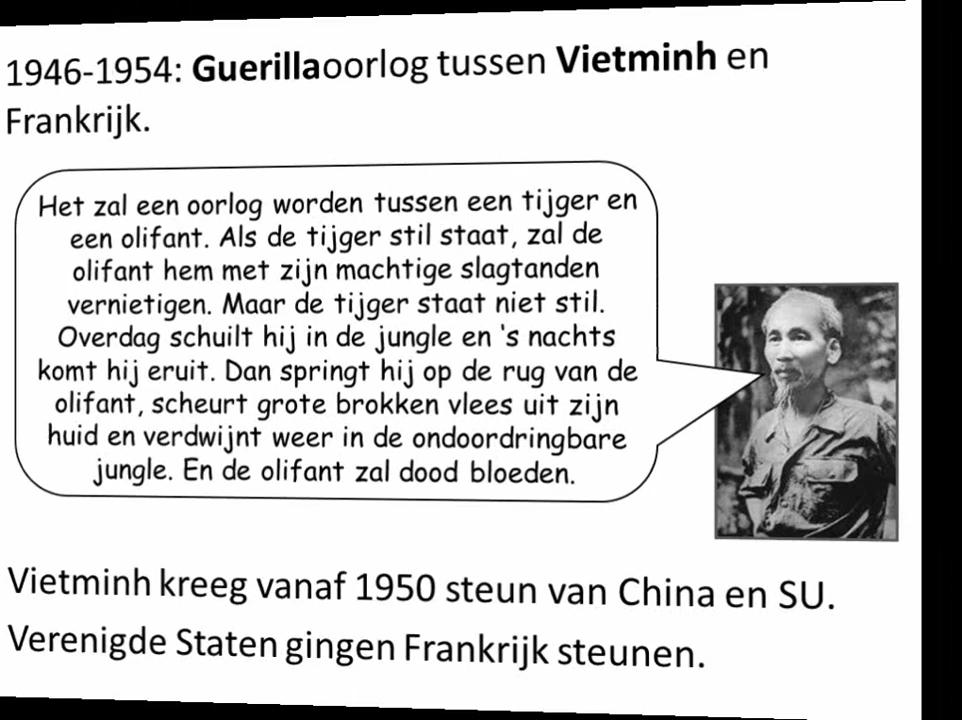 1946-1954: Guerillaoorlog tussen Vietminh en
Frankrijk.
Het zal een oorlog worden tussen een tijger en
een olifant. Als de tijger stil staat, zal de
olifant hem met zijn machtige slagtanden
vernietigen. Maar de tijger staat niet stil.
Overdag schuilt hij in de jungle en 's nachts
komt hij eruit. Dan springt hij op de rug van de
olifant, scheurt grote brokken vlees uit zijn
huid en verdwijnt weer in de ondoordringbare
jungle. En de olifant zal dood bloeden.
Vietminh kreeg vanaf 1950 steun van China en SU.
Verenigde Staten gingen Frankrijk steunen.